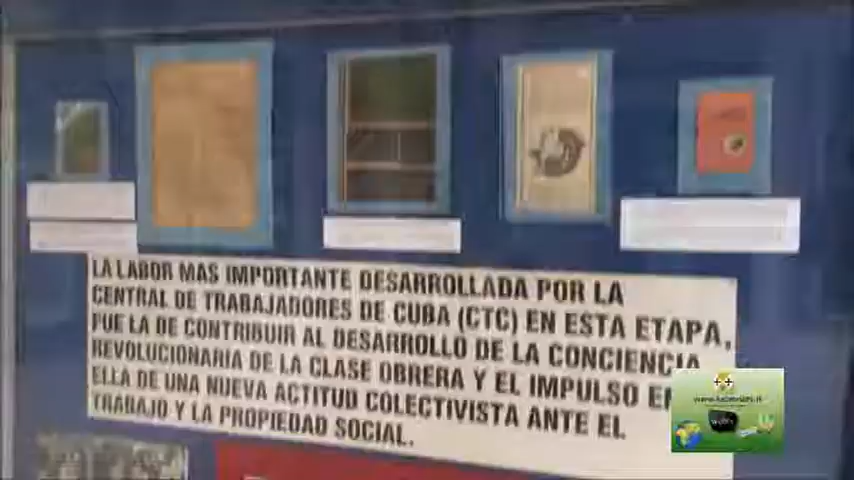 LA LABOR MAS IMPORTANTE DESARROLLADA POR LA
CENTRAL DE TRABAJADORES DE CUBA (CTC) EN ESTA ETAPA,
FUE LA DE CONTRIBUIR AL DESARROLLO DE LA CONCIENCIA
REVOLUCIONARIA DE LA CLASE OBRERA Y EL IMPULSO
ELLA DE UNA NUEVA ACTITUD COLECTIVISTA ANTE EL
TRABAJO Y LA PROPIEDAD SOCIAL.